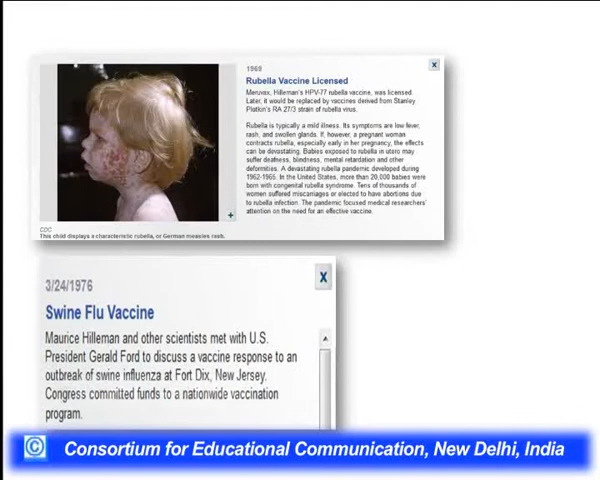 1969
X
Rubella Vaccine Licensed
Meruvax, Hilleman's HPV-77 rubella vaccine, was licensed.
Later, it would be replaced by vaccines derived from Stanley
Plotkin's RA 27/3 strain of rubella virus.
Rubella is typically a mild illness. Its symptoms are low fever,
rash, and swollen glands. If, however, a pregnant woman
contracts rubella, especially early in her pregnancy, the effects
can be devastating. Babies exposed to rubella in utero may
suffer deafness, blindness, mental retardation and other
deformities. A devastating rubella pandemic developed during
1962-1965. In the United States, more than 20,000 babies were
born with congenital rubella syndrome. Tens of thousands of
women suffered miscarriages or elected to have abortions due
to rubella infection. The pandemic focused medical researchers'
attention on the need for an effective vaccine.
CDC
This child displays a characteristic rubella, or German measles rash.
3/24/1976
X
Swine Flu Vaccine
Maurice Hilleman and other scientists met with U.S.
President Gerald Ford to discuss a vaccine response to an
outbreak of swine influenza at Fort Dix, New Jersey.
Congress committed funds to a nationwide vaccination
program.
© Consortium for Educational Communication, New Delhi, India